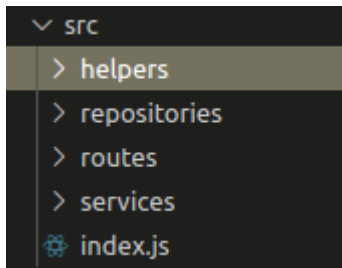 src
helpers
repositories
routes
services
index.js